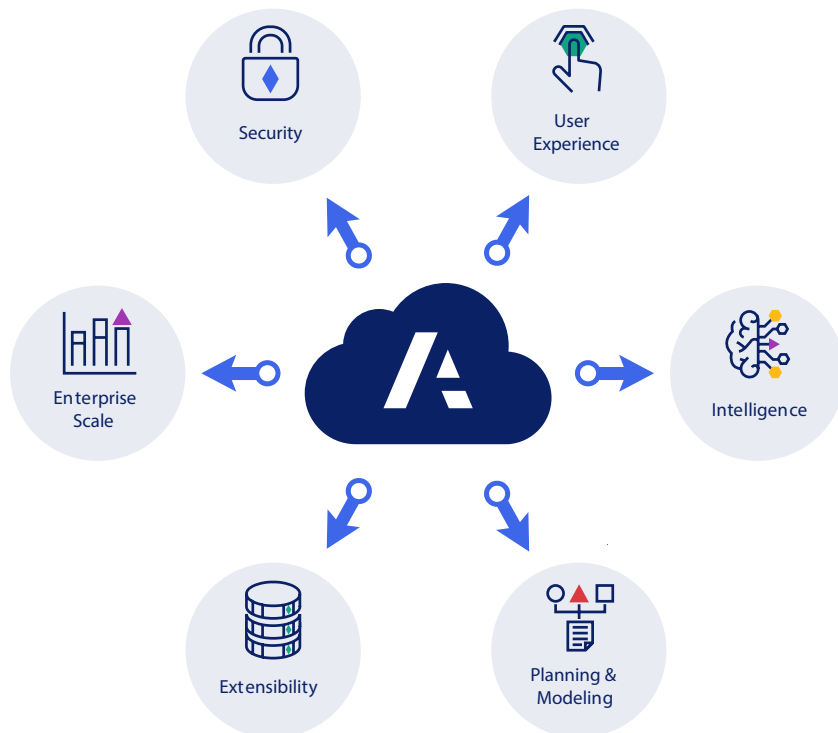 Security
User
Experience
Enterprise
Scale
A
Intelligence
Extensibility
Planning &
Modeling